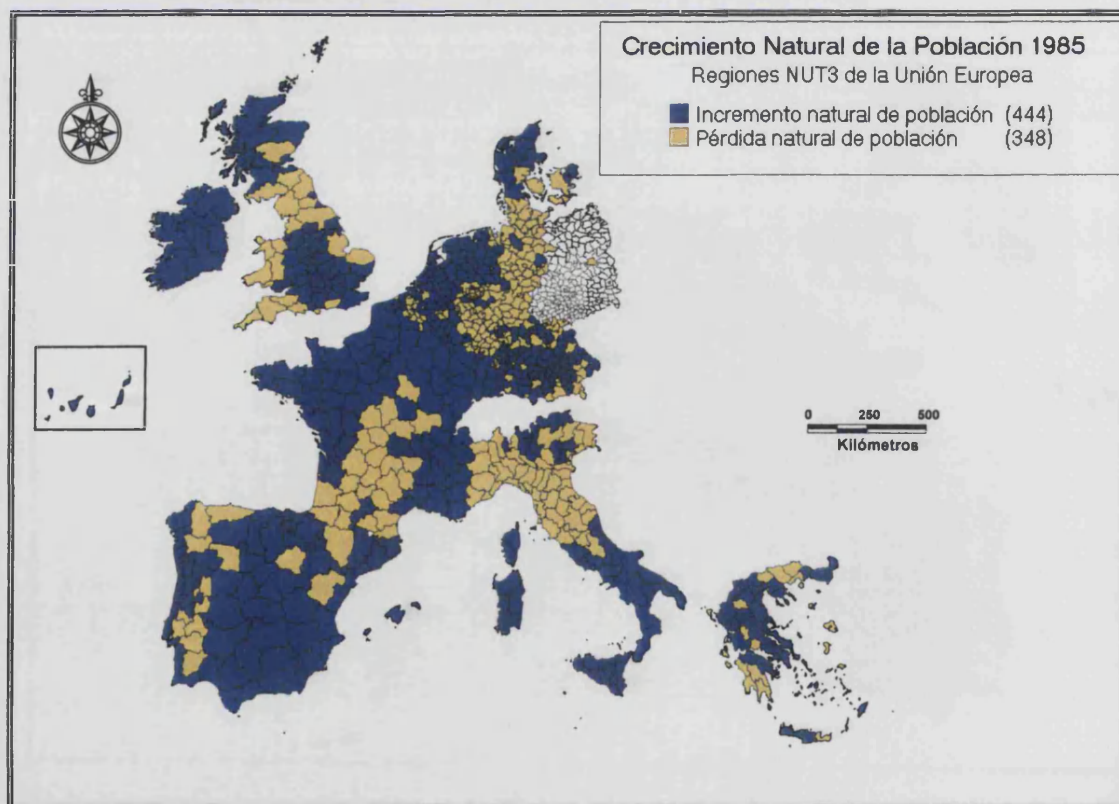 Crecimiento Natural de la Población 1985
Regiones NUT3 de la Unión Europea
Incremento natural de población (444)
Pérdida natural de población (348)
0 250 500
Kilómetros